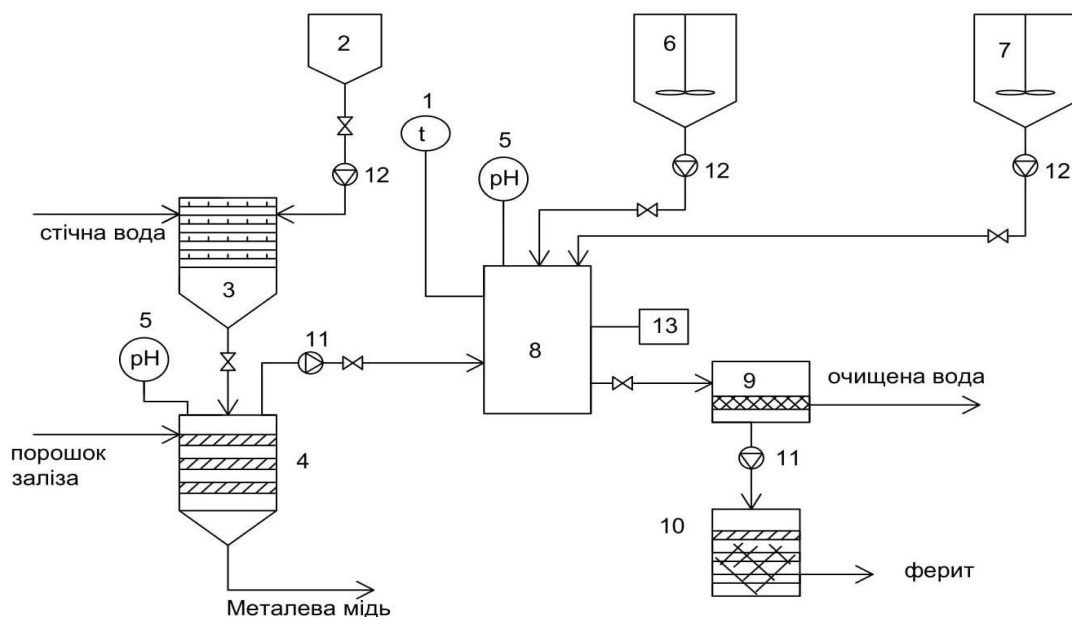 2
6
7
1
t
5
pH
12
12
12
стічна вода
3
5
pH
11
8
13
9
очищена вода
порошок
заліза
4
11
10
ферит
Металева мідь